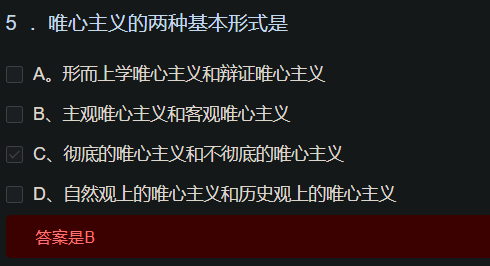 5 ．唯心主义的两种基本形式是
A。形而上学唯心主义和辩证唯心主义
B、主观唯心主义和客观唯心主义
C、彻底的唯心主义和不彻底的唯心主义
D、自然观上的唯心主义和历史观上的唯心主义
答案是B